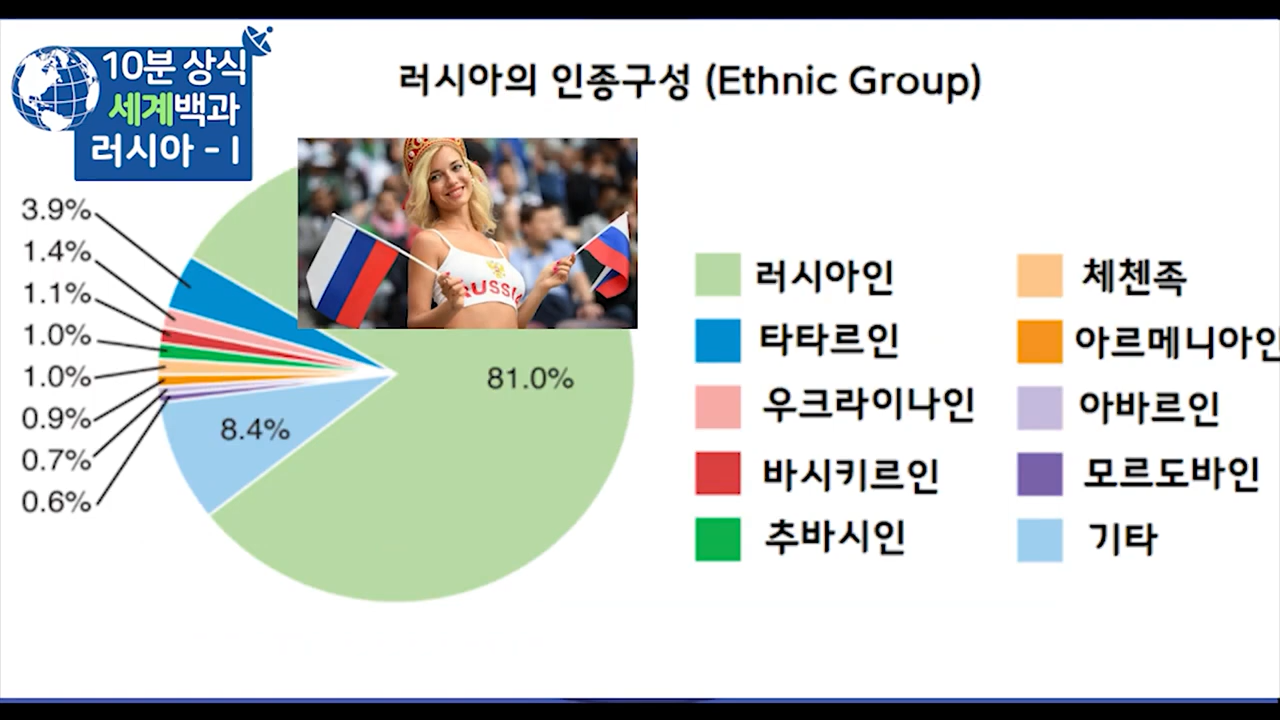 10분 상식
세계백과
러시아 - I
러시아의 인종구성 (Ethnic Group)
RUSSI
3.9%
1.4%
1.1%
1.0%
1.0%
0.9%
0.7%
0.6%
8.4%
81.0%
러시아인
타타르인
우크라이나인
바시키르인
추바시인
체첸족
아르메니아인
아바르인
모르도바인
기타